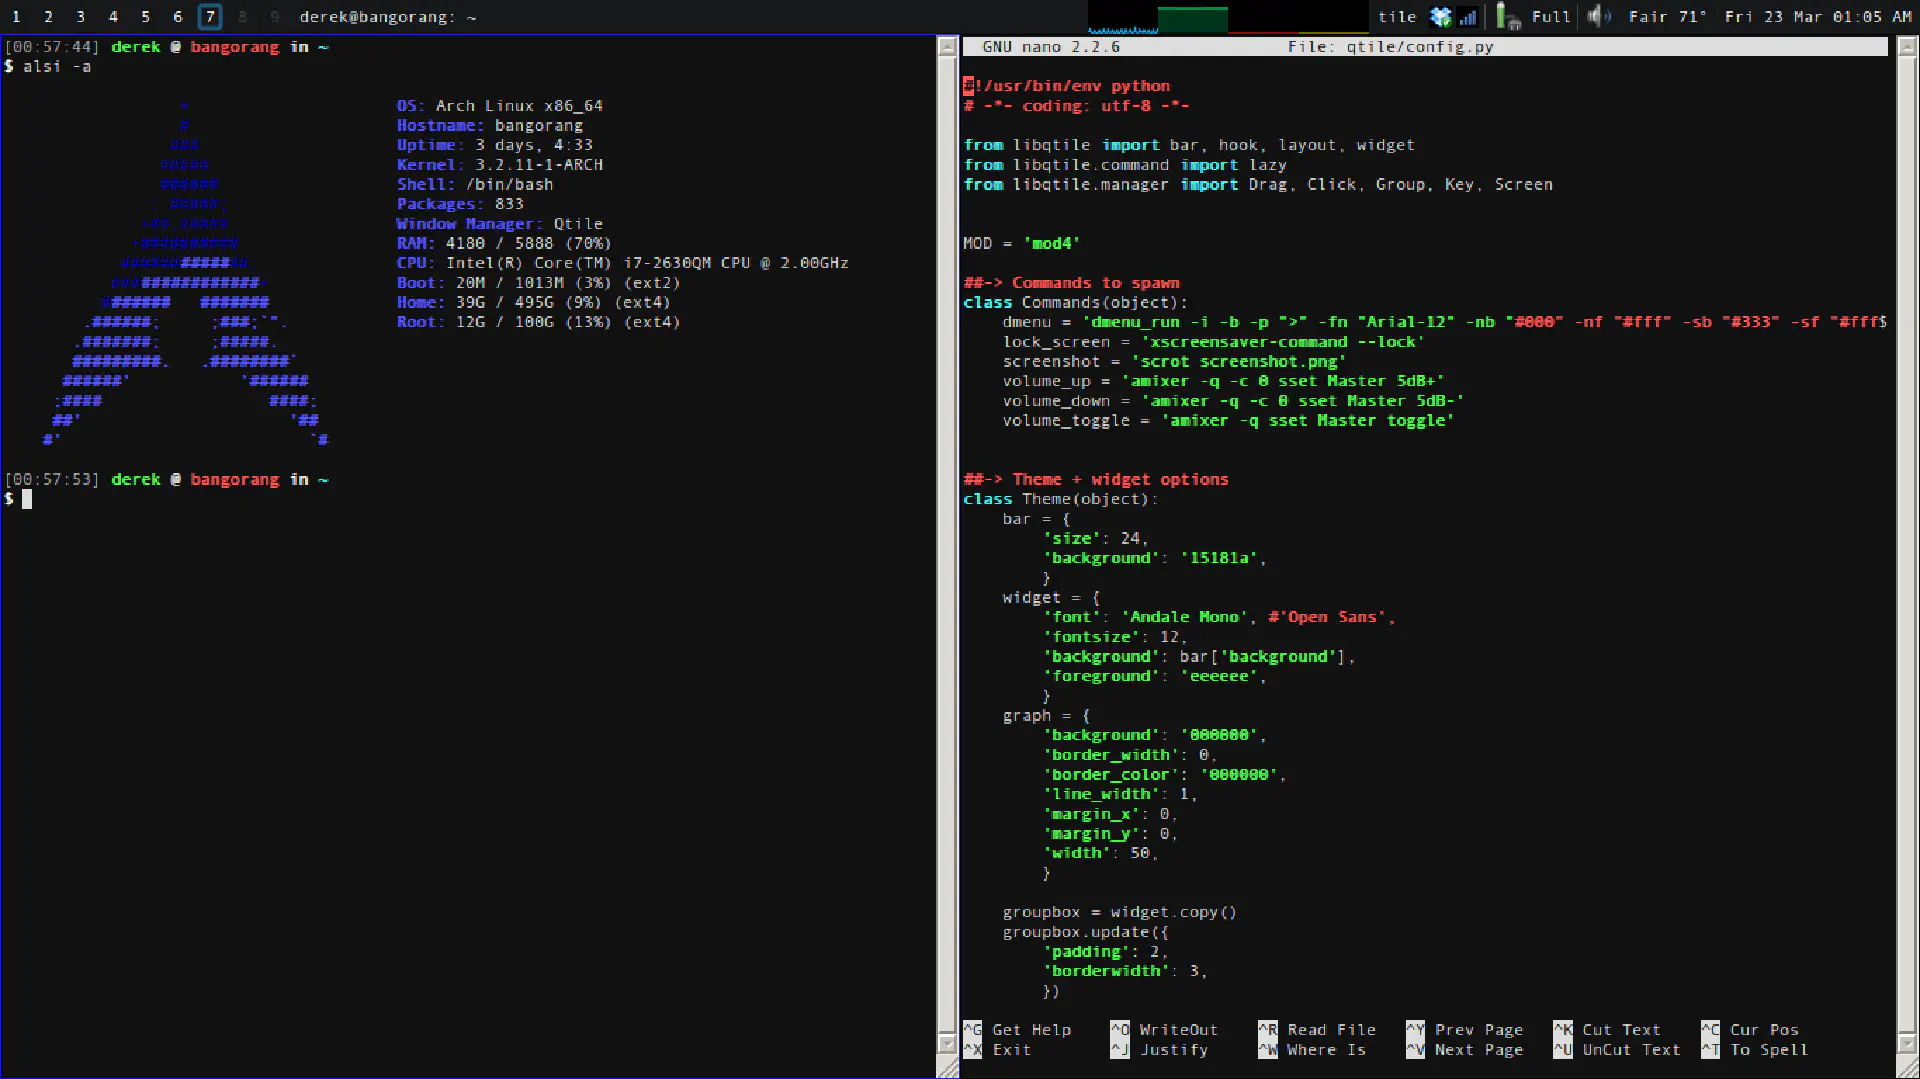 1 2 3 4 5 6 7 8 9 derek@bangorang: ~ tile Full Fair 71° Fri 23 Mar 01:05 AM
[00:57:44] derek @ bangorang in ~
$ alsi -a
OS: Arch Linux x86_64
Hostname: bangorang
Uptime: 3 days, 4:33
Kernel: 3.2.11-1-ARCH
Shell: /bin/bash
Packages: 833
Window Manager: Qtile
RAM: 4180 / 5888 (70%)
CPU: Intel(R) Core(TM) i7-2630QM CPU @ 2.00GHz
Boot: 20M / 1013M (3%) (ext2)
Home: 39G / 495G (9%) (ext4)
Root: 12G / 100G (13%) (ext4)
[00:57:53] derek @ bangorang in ~
$
GNU nano 2.2.6 File: qtile/config.py
#!/usr/bin/env python
# -*- coding: utf-8 -*-
from libqtile import bar, hook, layout, widget
from libqtile.command import lazy
from libqtile.manager import Drag, Click, Group, Key, Screen
MOD = 'mod4'
##-> Commands to spawn
class Commands(object):
    dmenu = 'dmenu_run -i -b -p ">" -fn "Arial-12" -nb "#000" -nf "#fff" -sb "#333" -sf "#fff$
    lock_screen = 'xscreensaver-command --lock'
    screenshot = 'scrot screenshot.png'
    volume_up = 'amixer -q -c 0 sset Master 5dB+'
    volume_down = 'amixer -q -c 0 sset Master 5dB-'
    volume_toggle = 'amixer -q sset Master toggle'
##-> Theme + widget options
class Theme(object):
    bar = {
        'size': 24,
        'background': '15181a',
        }
    widget = {
        'font': 'Andale Mono', #'Open Sans',
        'fontsize': 12,
        'background': bar['background'],
        'foreground': 'eeeeee',
        }
    graph = {
        'background': '000000',
        'border_width': 0,
        'border_color': '000000',
        'line_width': 1,
        'margin_x': 0,
        'margin_y': 0,
        'width': 50,
        }
    groupbox = widget.copy()
    groupbox.update({
        'padding': 2,
        'borderwidth': 3,
        })
^G Get Help ^O WriteOut ^R Read File ^Y Prev Page ^K Cut Text ^C Cur Pos
^X Exit ^J Justify ^W Where Is ^V Next Page ^U UnCut Text ^T To Spell